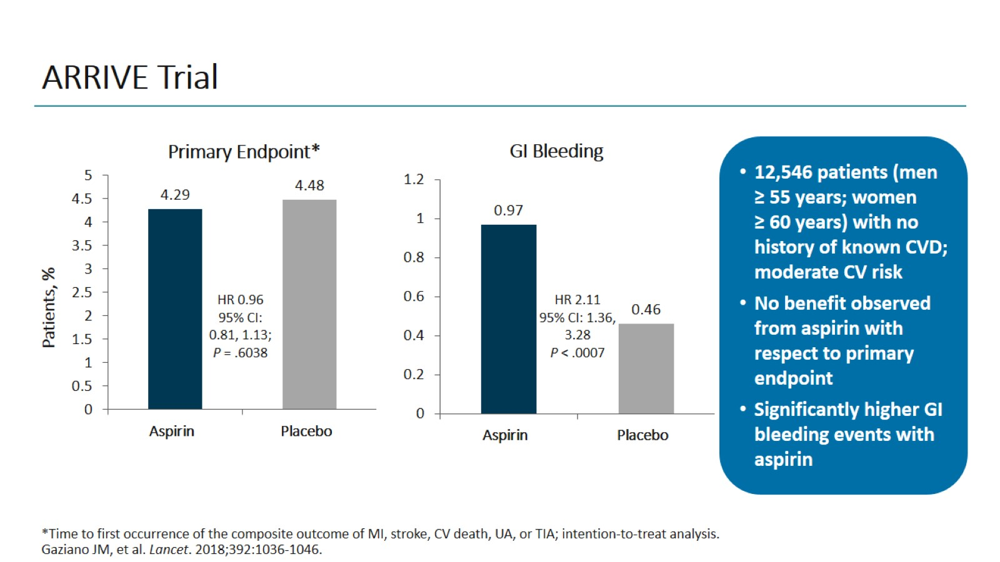 ARRIVE Trial
Primary Endpoint*
Patients, %
5
4.5
4
3.5
3
2.5
2
1.5
1
0.5
0
4.29
4.48
HR 0.96
95% CI:
0.81, 1.13;
P = .6038
Aspirin
Placebo
GI Bleeding
1.2
1
0.8
0.6
0.4
0.2
0
0.97
0.46
HR 2.11
95% CI: 1.36,
3.28
P < .0007
Aspirin
Placebo
• 12,546 patients (men
≥ 55 years; women
≥ 60 years) with no
history of known CVD;
moderate CV risk
• No benefit observed
from aspirin with
respect to primary
endpoint
• Significantly higher GI
bleeding events with
aspirin
*Time to first occurrence of the composite outcome of MI, stroke, CV death, UA, or TIA; intention-to-treat analysis.
Gaziano JM, et al. Lancet. 2018;392:1036-1046.